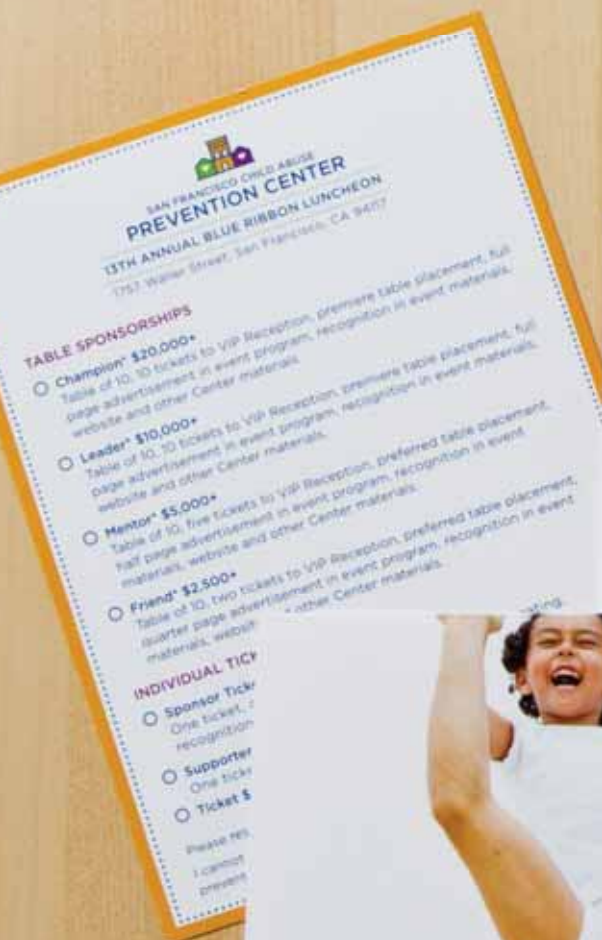 SAN FRANCISCO CHILD ABUSE
PREVENTION CENTER
13TH ANNUAL BLUE RIBBON LUNCHEON
1757 Waller Street, San Francisco, CA 94117
TABLE SPONSORSHIPS
Champion* $20,000+
Table of 10, 10 tickets to VIP Reception, premiere table placement, full
page advertisement in event program, recognition in event materials,
website and other Center materials.
Leader* $10,000+
Table of 10, 10 tickets to VIP Reception, premiere table placement, full
page advertisement in event program, recognition in event materials,
website and other Center materials.
Mentor* $5,000+
Table of 10, five tickets to VIP Reception, preferred table placement,
half page advertisement in event program, recognition in event
materials, website and other Center materials.
Friend* $2,500+
Table of 10, two tickets to VIP Reception, preferred table placement,
quarter page advertisement in event program, recognition in event
materials, websit other Center materials.
INDIVIDUAL TICK
Sponsor Tick
One ticket,
recognition
Supporter
One ticke
Ticket $
Please res
I cannot
prevent